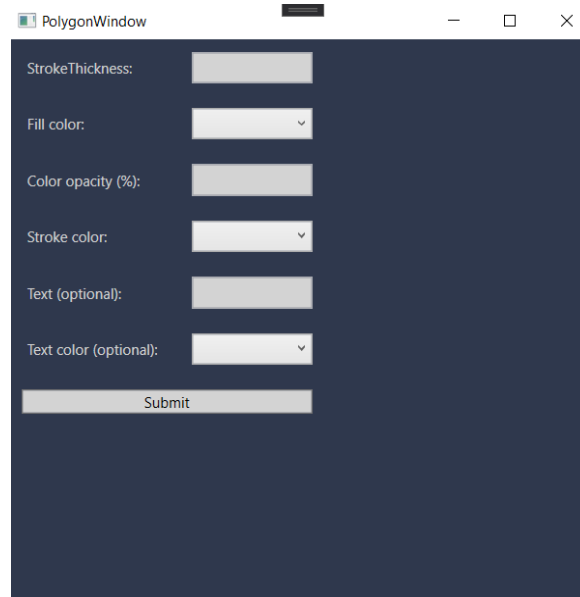 PolygonWindow
StrokeThickness:
Fill color:
Color opacity (%):
Stroke color:
Text (optional):
Text color (optional):
Submit